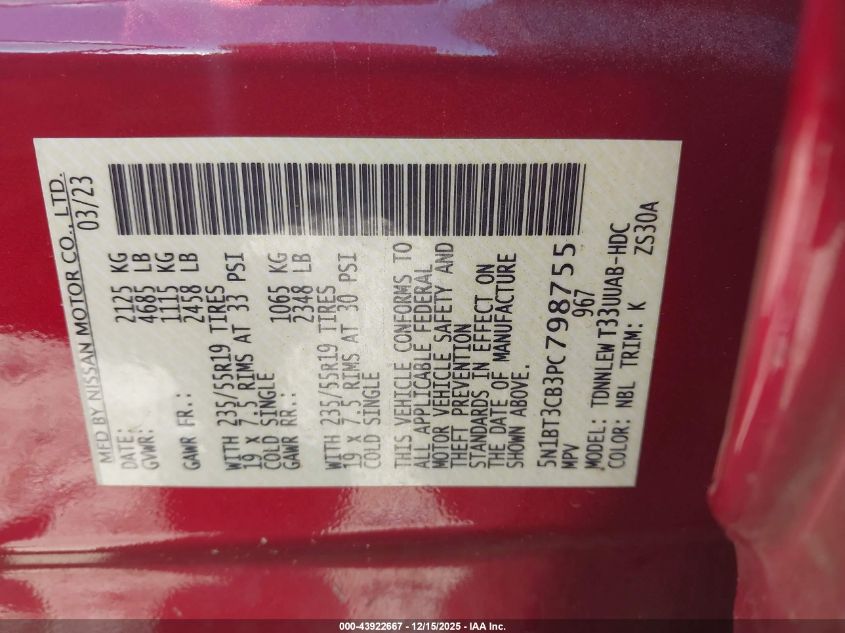 MFD BY NISSAN MOTOR CO., LTD.
DATE: 03/23
GVWR: 2125 KG
4685 LB
GAWR FR.: 1115 KG
2458 LB
WITH 235/55R19 TIRES
19 X 7.5 RIMS AT 33 PSI
COLD SINGLE
GAWR RR.: 1065 KG
2348 LB
WITH 235/55R19 TIRES
19 X 7.5 RIMS AT 30 PSI
COLD SINGLE
THIS VEHICLE CONFORMS TO
ALL APPLICABLE FEDERAL
MOTOR VEHICLE SAFETY AND
THEFT PREVENTION
STANDARDS IN EFFECT ON
THE DATE OF MANUFACTURE
SHOWN ABOVE.
5N1BT3CB3PC798755
MPV 967
MODEL: TDNNLEW T33UUAB-HDC
COLOR: NBL TRIM: K ZS30A
000-43922667 - 12/15/2025 - IAA Inc.